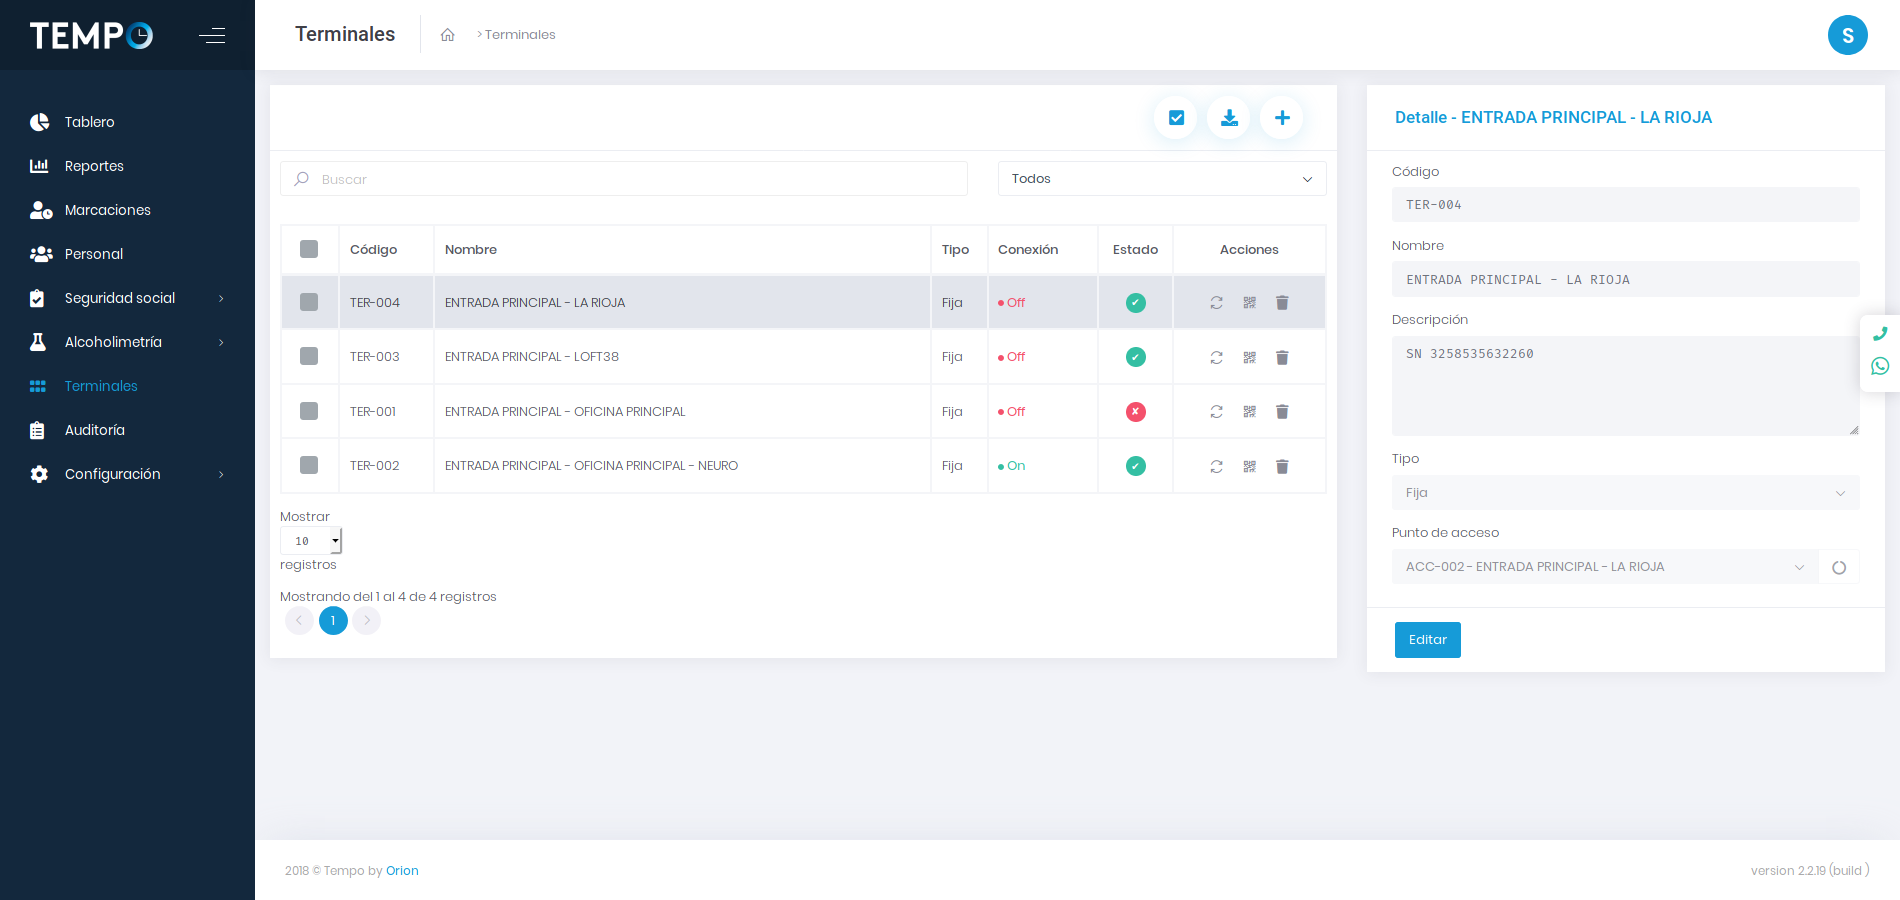 TEMPO
Terminales
> Terminales
S
Tablero
Reportes
Marcaciones
Personal
Seguridad social
Alcoholimetría
Terminales
Auditoría
Configuración
Buscar
Todos
Código Nombre Tipo Conexión Estado Acciones
TER-004 ENTRADA PRINCIPAL - LA RIOJA Fija Off
TER-003 ENTRADA PRINCIPAL - LOFT38 Fija Off
TER-001 ENTRADA PRINCIPAL - OFICINA PRINCIPAL Fija Off
TER-002 ENTRADA PRINCIPAL - OFICINA PRINCIPAL - NEURO Fija On
Mostrar
10
registros
Mostrando del 1 al 4 de 4 registros
1
Detalle - ENTRADA PRINCIPAL - LA RIOJA
Código
TER-004
Nombre
ENTRADA PRINCIPAL - LA RIOJA
Descripción
SN 3258535632260
Tipo
Fija
Punto de acceso
ACC-002 - ENTRADA PRINCIPAL - LA RIOJA
Editar
2018 © Tempo by Orion
version 2.2.19 (build )